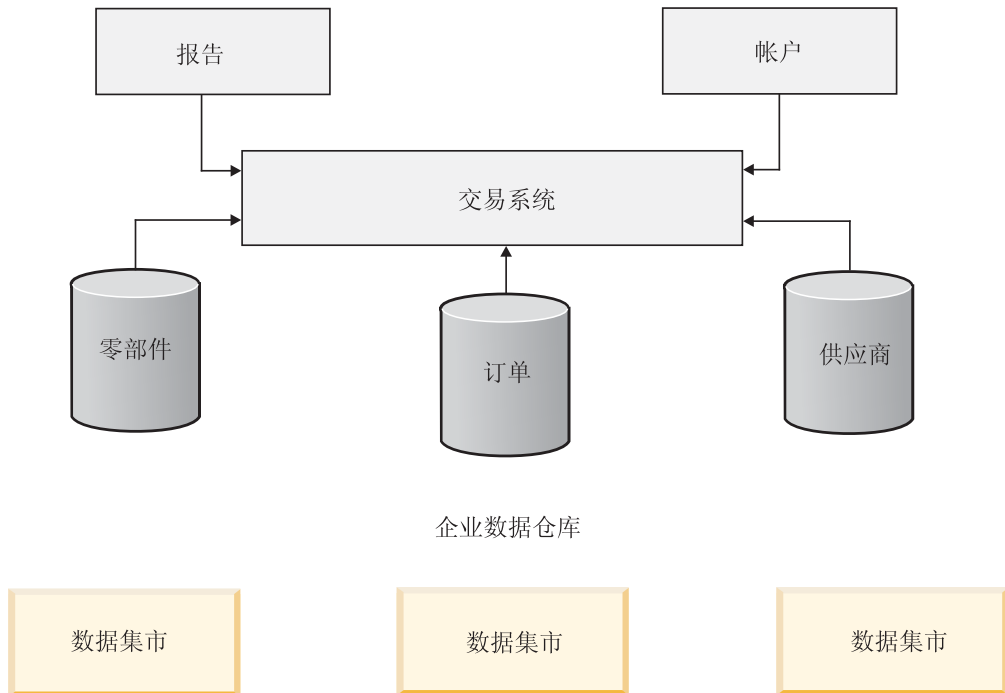 报告
帐户
交易系统
零部件
订单
供应商
企业数据仓库
数据集市
数据集市
数据集市